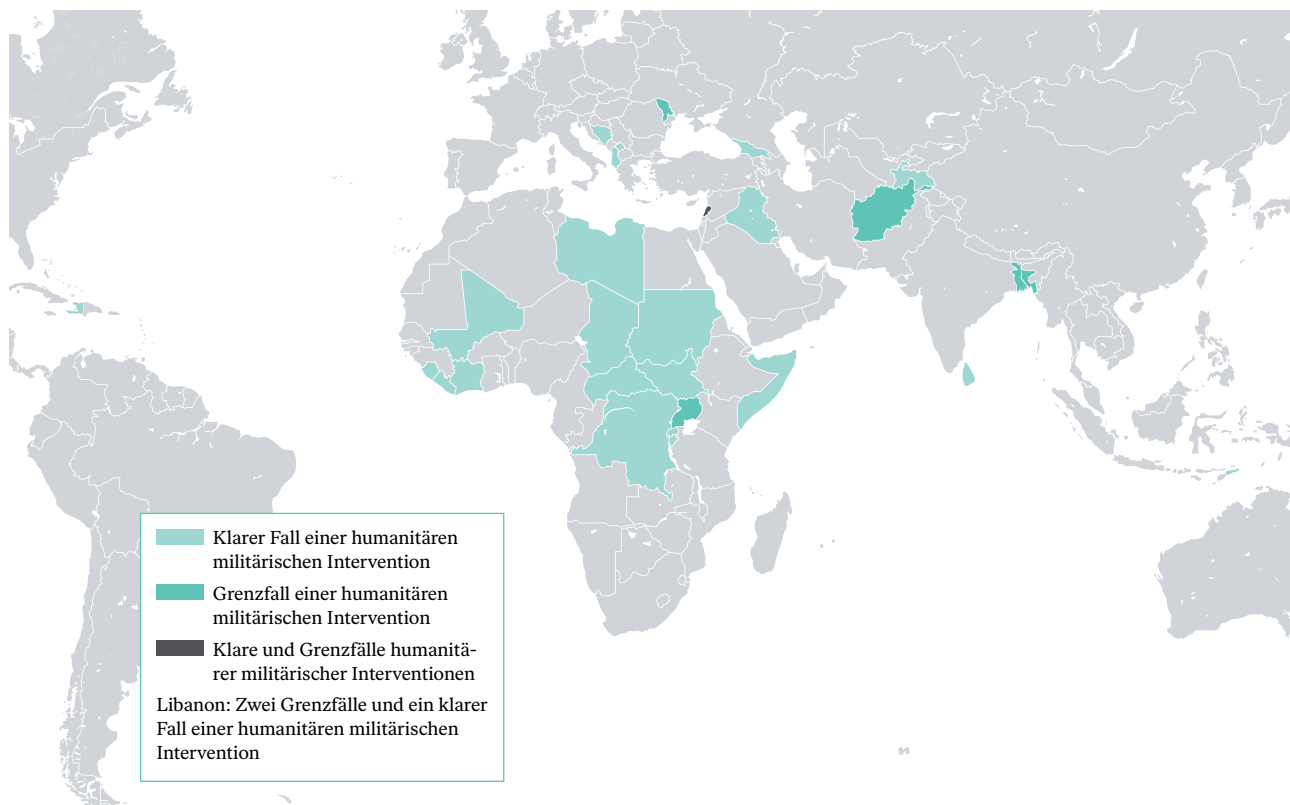 Klarer Fall einer humanitären
militärischen Intervention
Grenzfall einer humanitären
militärischen Intervention
Klare und Grenzfälle humanitä-
rer militärischer Interventionen
Libanon: Zwei Grenzfälle und ein klarer
Fall einer humanitären militärischen
Intervention